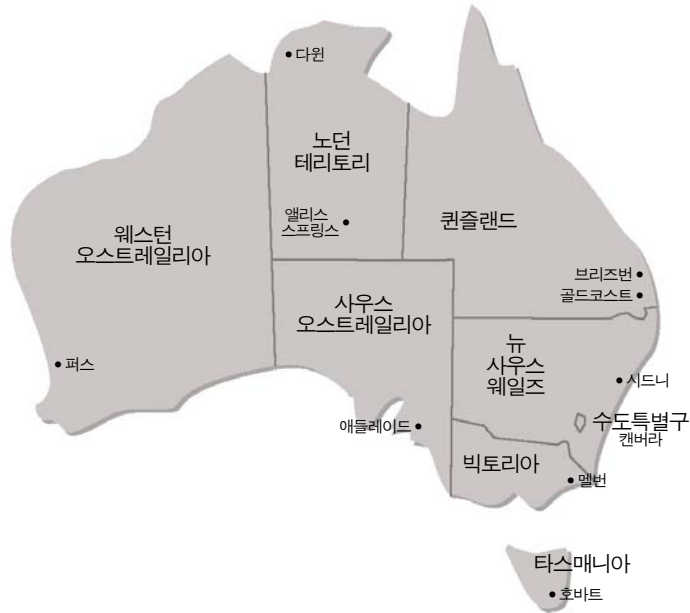 다윈
노던
테리토리
앨리스
스프링스
퀸즐랜드
웨스턴
오스트레일리아
브리즈번
골드코스트
사우스
오스트레일리아
뉴
사우스
웨일즈
퍼스
시드니
애들레이드
수도특별구
캔버라
빅토리아
멜번
타스매니아
호바트